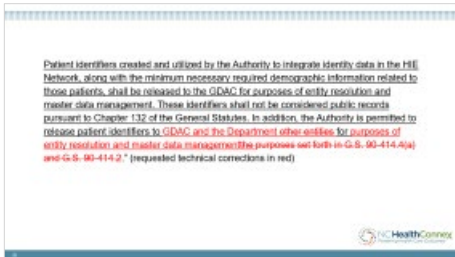 Patient identifiers created and utilized by the Authority to integrate identity data in the HIE
Network, along with the minimum necessary required demographic information related to
those patients, shall be released to the GDAC for purposes of entity resolution and
master data management. These identifiers shall not be considered public records
pursuant to Chapter 132 of the General Statutes. In addition, the Authority is permitted to
release patient identifiers to GDAC and the Department other entities for purposes of
entity resolution and master data managementthe purposes set forth in G.S. 90-414.4(a)
and G.S. 90-414.2." (requested technical corrections in red)
NCHealthConnex